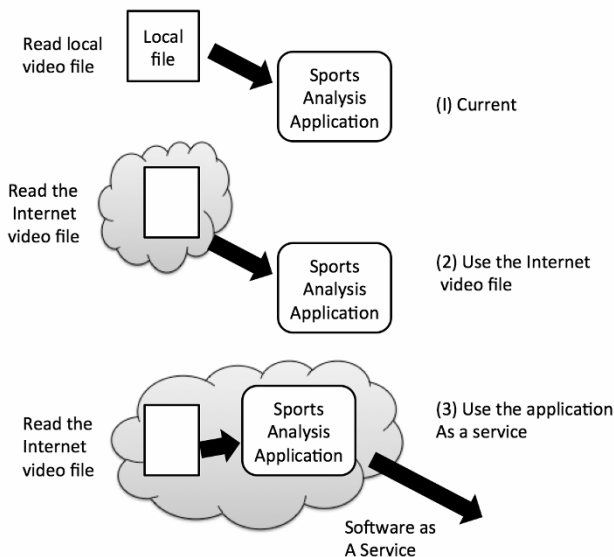 Read local
video file
Local
file
Sports
Analysis
Application
(I) Current
Read the
Internet
video file
Sports
Analysis
Application
(2) Use the Internet
video file
Read the
Internet
video file
Sports
Analysis
Application
(3) Use the application
As a service
Software as
A Service